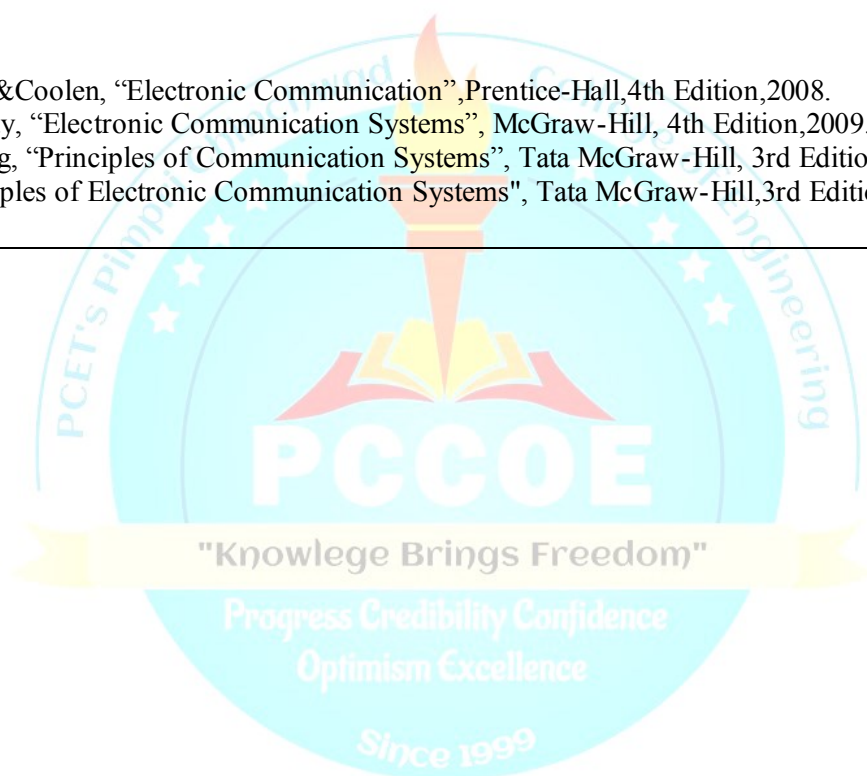 &Coolen, “Electronic Communication”,Prentice-Hall,4th Edition,2008.
y, “Electronic Communication Systems”, McGraw-Hill, 4th Edition,2009.
g, “Principles of Communication Systems”, Tata McGraw-Hill, 3rd Editio
ples of Electronic Communication Systems", Tata McGraw-Hill,3rd Editi
PCET's Pimpri Chinchwad College of Engineering
PCCOE
"Knowlege Brings Freedom"
Progress Credibility Confidence
Optimism Excellence
Since 1999